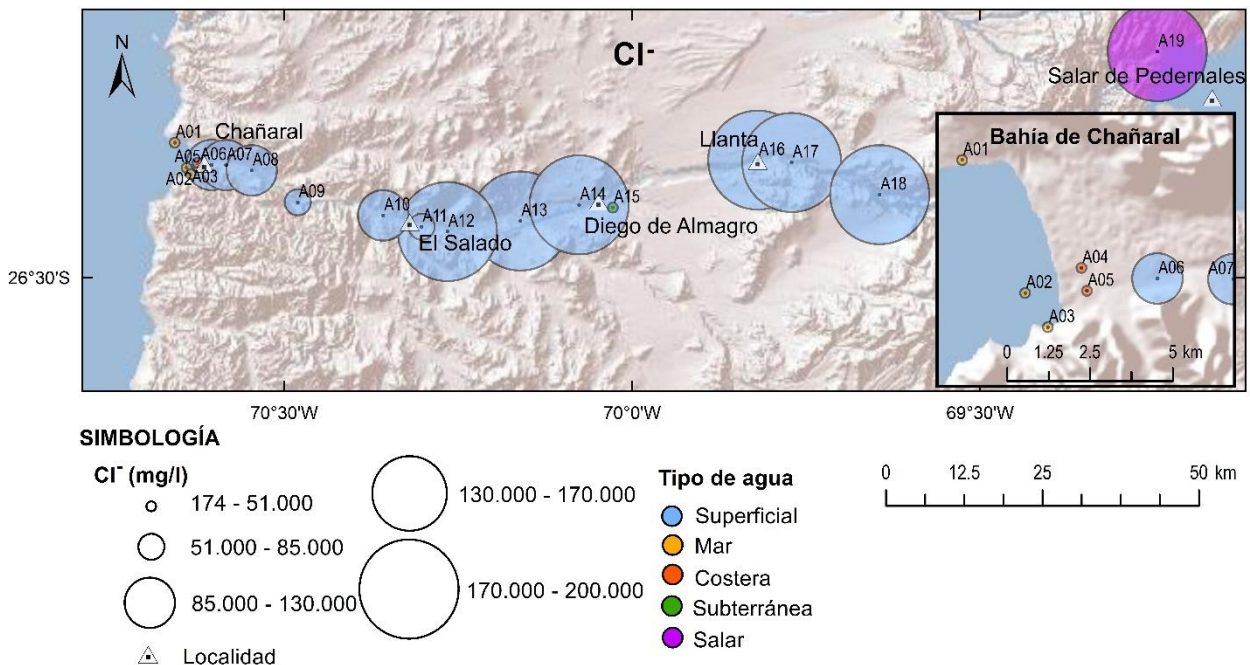 N
Cl⁻
A19
Salar de Pedernales
A01
Chañaral
A05
A06
A07
A08
A02
A03
A09
A10
A11
A12
El Salado
A13
A14
A15
Diego de Almagro
Llanta
A16
A17
A18
26°30'S
70°30'W
70°0'W
69°30'W
Bahía de Chañaral
A01
A02
A03
A04
A05
A06
A07
0 1.25 2.5 5 km
SIMBOLOGÍA
Cl⁻ (mg/l)
174 - 51.000
51.000 - 85.000
85.000 - 130.000
130.000 - 170.000
170.000 - 200.000
Localidad
Tipo de agua
Superficial
Mar
Costera
Subterránea
Salar
0 12.5 25 50 km